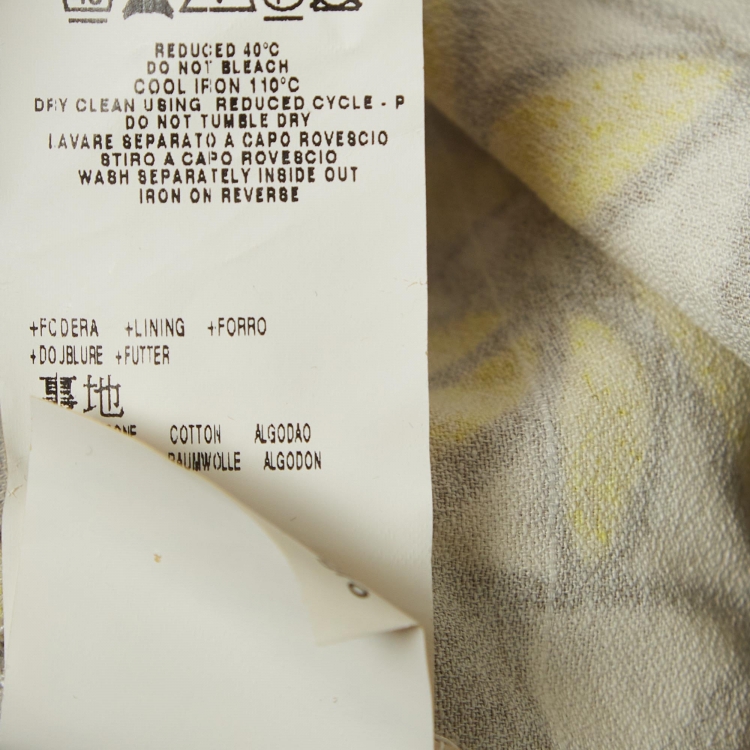 REDUCED 40°C
DO NOT BLEACH
COOL IRON 110°C
DRY CLEAN USING REDUCED CYCLE - P
DO NOT TUMBLE DRY
LAVARE SEPARATO A CAPO ROVESCIO
STIRO A CAPO ROVESCIO
WASH SEPARATELY INSIDE OUT
IRON ON REVERSE
+FODERA +LINING +FORRO
+DOUBLURE +FUTTER
裏地
COTTON ALGODAO
BAUMWOLLE ALGODON